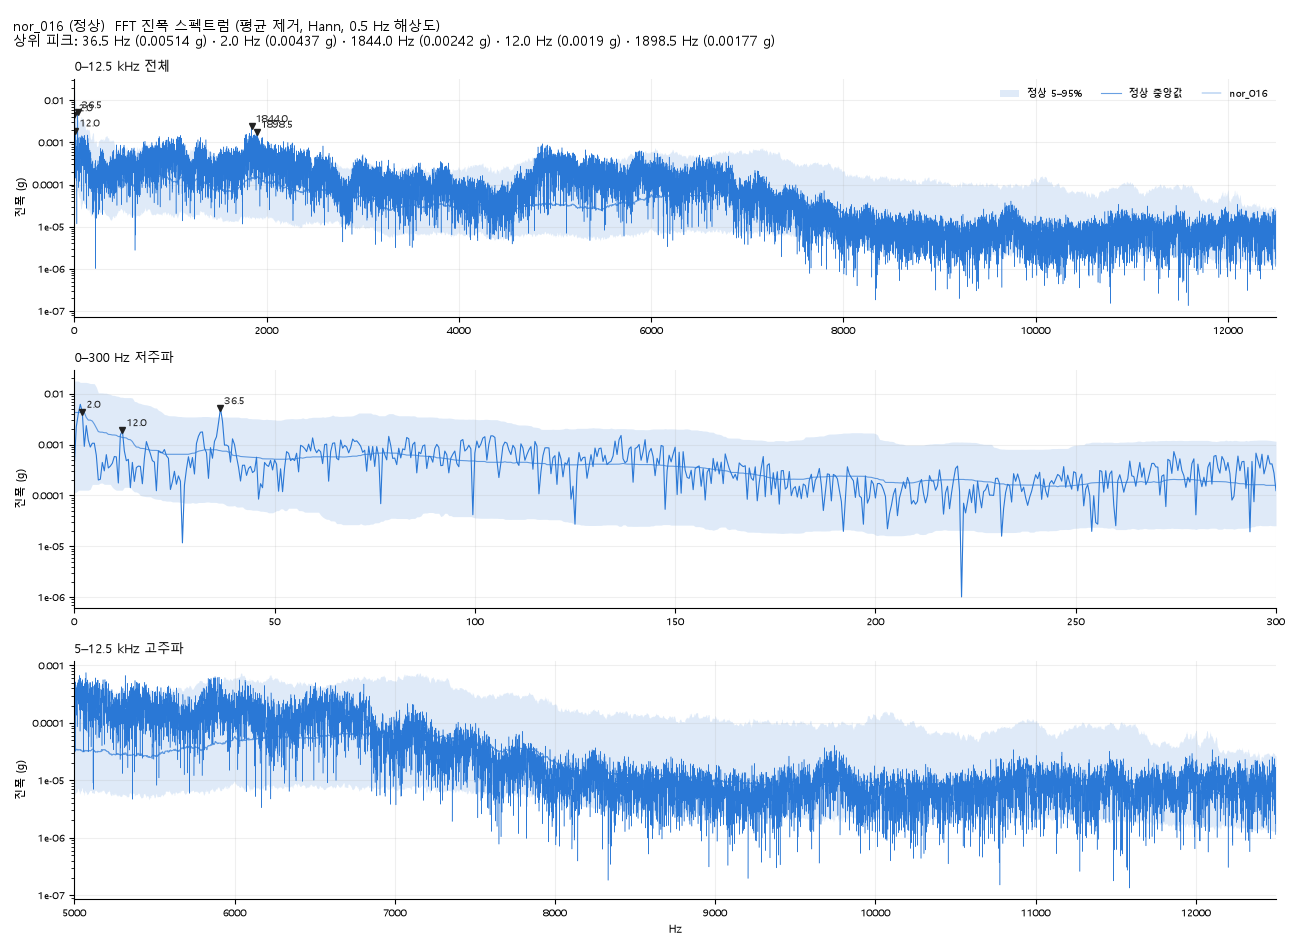 nor_016 (정상) FFT 진폭 스펙트럼 (평균 제거, Hann, 0.5 Hz 해상도)
상위 피크: 36.5 Hz (0.00514 g) · 2.0 Hz (0.00437 g) · 1844.0 Hz (0.00242 g) · 12.0 Hz (0.0019 g) · 1898.5 Hz (0.00177 g)
0–12.5 kHz 전체
정상 5–95% 정상 중앙값 nor_016
36.5
2.0
12.0
1844.0
1898.5
진폭 (g)
0.01
0.001
0.0001
1e-05
1e-06
1e-07
0 2000 4000 6000 8000 10000 12000
0–300 Hz 저주파
2.0
12.0
36.5
진폭 (g)
0.01
0.001
0.0001
1e-05
1e-06
0 50 100 150 200 250 300
5–12.5 kHz 고주파
진폭 (g)
0.001
0.0001
1e-05
1e-06
1e-07
5000 6000 7000 8000 9000 10000 11000 12000
Hz